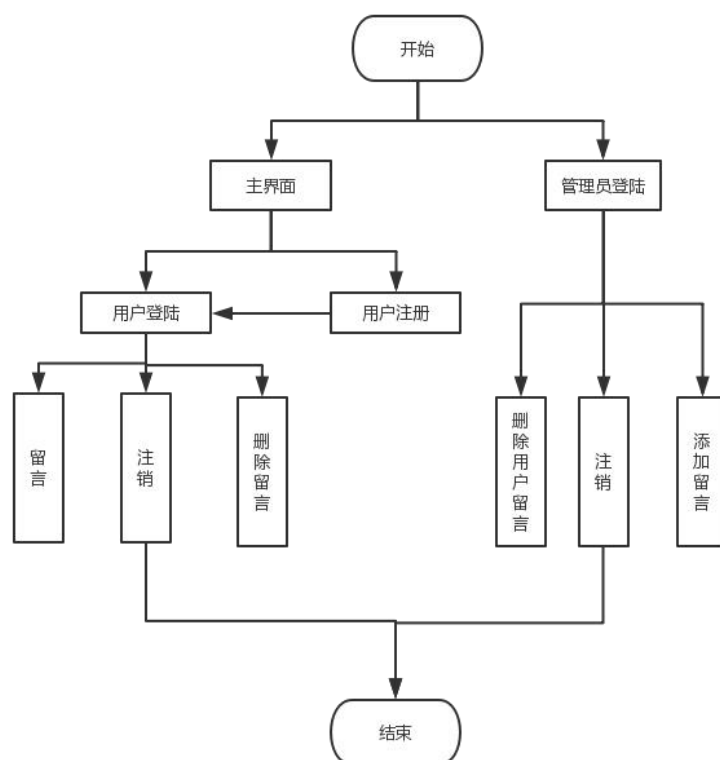 开始
主界面
管理员登陆
用户登陆
用户注册
留言
注销
删除留言
删除用户留言
注销
添加留言
结束